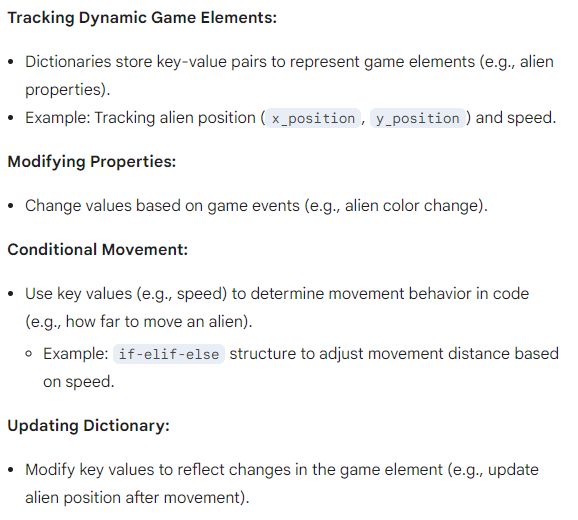 Tracking Dynamic Game Elements:
• Dictionaries store key-value pairs to represent game elements (e.g., alien
properties).
• Example: Tracking alien position ( x_position , y_position ) and speed.
Modifying Properties:
• Change values based on game events (e.g., alien color change).
Conditional Movement:
• Use key values (e.g., speed) to determine movement behavior in code
(e.g., how far to move an alien).
◦ Example: if-elif-else structure to adjust movement distance based
on speed.
Updating Dictionary:
• Modify key values to reflect changes in the game element (e.g., update
alien position after movement).